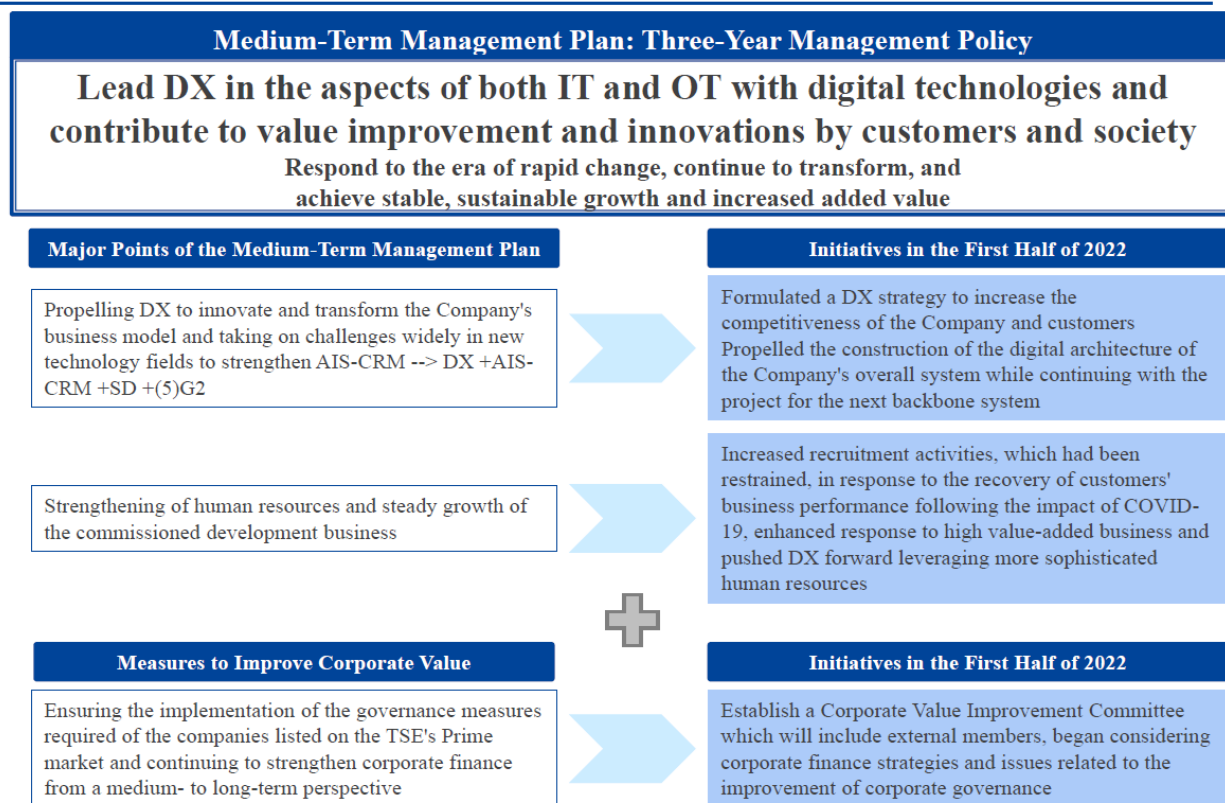 Medium-Term Management Plan: Three-Year Management Policy
Lead DX in the aspects of both IT and OT with digital technologies and
contribute to value improvement and innovations by customers and society
Respond to the era of rapid change, continue to transform, and
achieve stable, sustainable growth and increased added value
Major Points of the Medium-Term Management Plan
Initiatives in the First Half of 2022
Propelling DX to innovate and transform the Company's
business model and taking on challenges widely in new
technology fields to strengthen AIS-CRM --> DX +AIS-
CRM +SD +(5)G2
Formulated a DX strategy to increase the
competitiveness of the Company and customers
Propelled the construction of the digital architecture of
the Company's overall system while continuing with the
project for the next backbone system
Strengthening of human resources and steady growth of
the commissioned development business
Increased recruitment activities, which had been
restrained, in response to the recovery of customers'
business performance following the impact of COVID-
19, enhanced response to high value-added business and
pushed DX forward leveraging more sophisticated
human resources
Measures to Improve Corporate Value
Initiatives in the First Half of 2022
Ensuring the implementation of the governance measures
required of the companies listed on the TSE's Prime
market and continuing to strengthen corporate finance
from a medium- to long-term perspective
Establish a Corporate Value Improvement Committee
which will include external members, began considering
corporate finance strategies and issues related to the
improvement of corporate governance